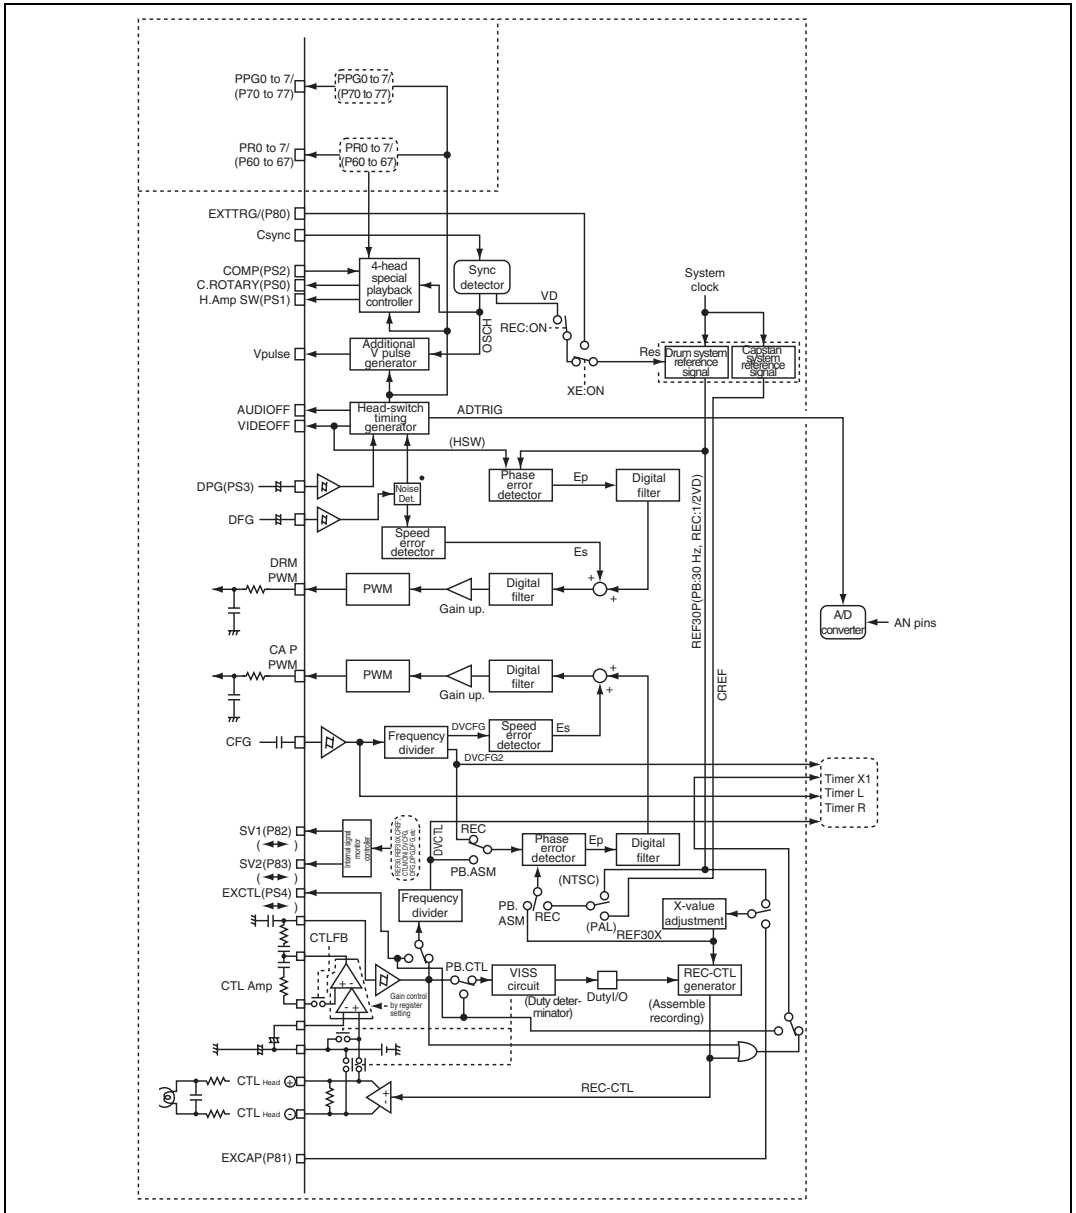 PPG0 to 7/
(P70 to 77)
PPG0 to 7/
(P70 to 77)
PR0 to 7/
(P60 to 67)
PR0 to 7/
(P60 to 67)
EXTTRG/(P80)
Csync
COMP(PS2)
C.ROTARY(PS0)
H.Amp SW(PS1)
4-head
special
playback
controller
Sync
detector
System
clock
VD
REC:ON
OSCH
Vpulse
Additional
V pulse
generator
Res
Drum system
reference
signal
Capstan
system
reference
signal
XE:ON
AUDIOFF
VIDEOFF
Head-switch
timing
generator
ADTRIG
(HSW)
DPG(PS3)
Noise
Det.
Phase
error
detector
Ep
Digital
filter
DFG
Speed
error
detector
Es
REF30P(PB:30 Hz, REC:1/2VD)
DRM
PWM
PWM
Gain up.
Digital
filter
+
+
A/D
converter
AN pins
CA P
PWM
PWM
Gain up.
Digital
filter
+
+
CREF
CFG
Frequency
divider
DVCFG
Speed
error
detector
Es
DVCFG2
Timer X1
Timer L
Timer R
SV1(P82)
( )
SV2(P83)
( )
Internal signal
monitor
controller
REF30, REF30X, CREF,
CTLMON, DVCFG,
DFG, DPG, etc
DVCTL
REC
PB.ASM
Phase
error
detector
Ep
Digital
filter
EXCTL(PS4)
( )
Frequency
divider
(NTSC)
PB.
ASM
REC
(PAL)
REF30X
X-value
adjustment
CTLFB
CTL Amp
+ -
- +
Gain control
by register
setting
PB.CTL
VISS
circuit
(Duty deter-
minator)
DutyI/O
REC-CTL
generator
(Assemble
recording)
CTL Head +
CTL Head -
+
-
REC-CTL
EXCAP(P81)